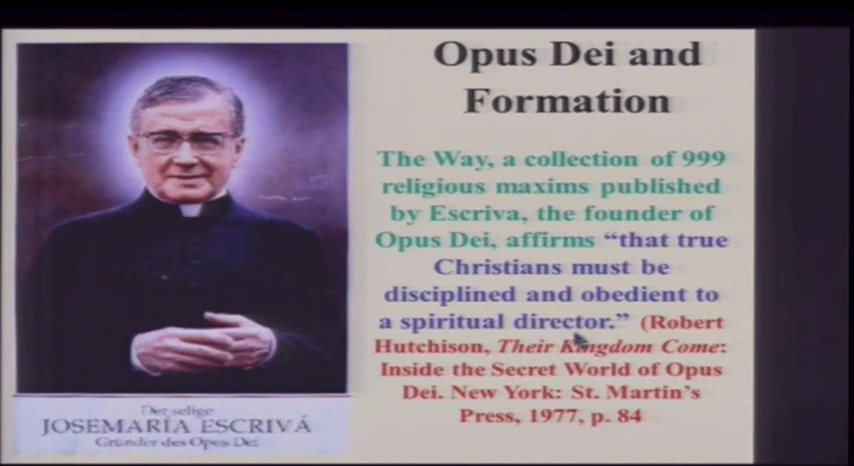 Opus Dei and
Formation
The Way, a collection of 999
religious maxims published
by Escriva, the founder of
Opus Dei, affirms “that true
Christians must be
disciplined and obedient to
a spiritual director.” (Robert
Hutchison, Their Kingdom Come:
Inside the Secret World of Opus
Dei. New York: St. Martin’s
Press, 1977, p. 84
Der selige
JOSEMARÍA ESCRIVÁ
Gründer des Opus Dei